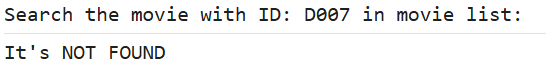 Search the movie with ID: D007 in movie list:
It's NOT FOUND